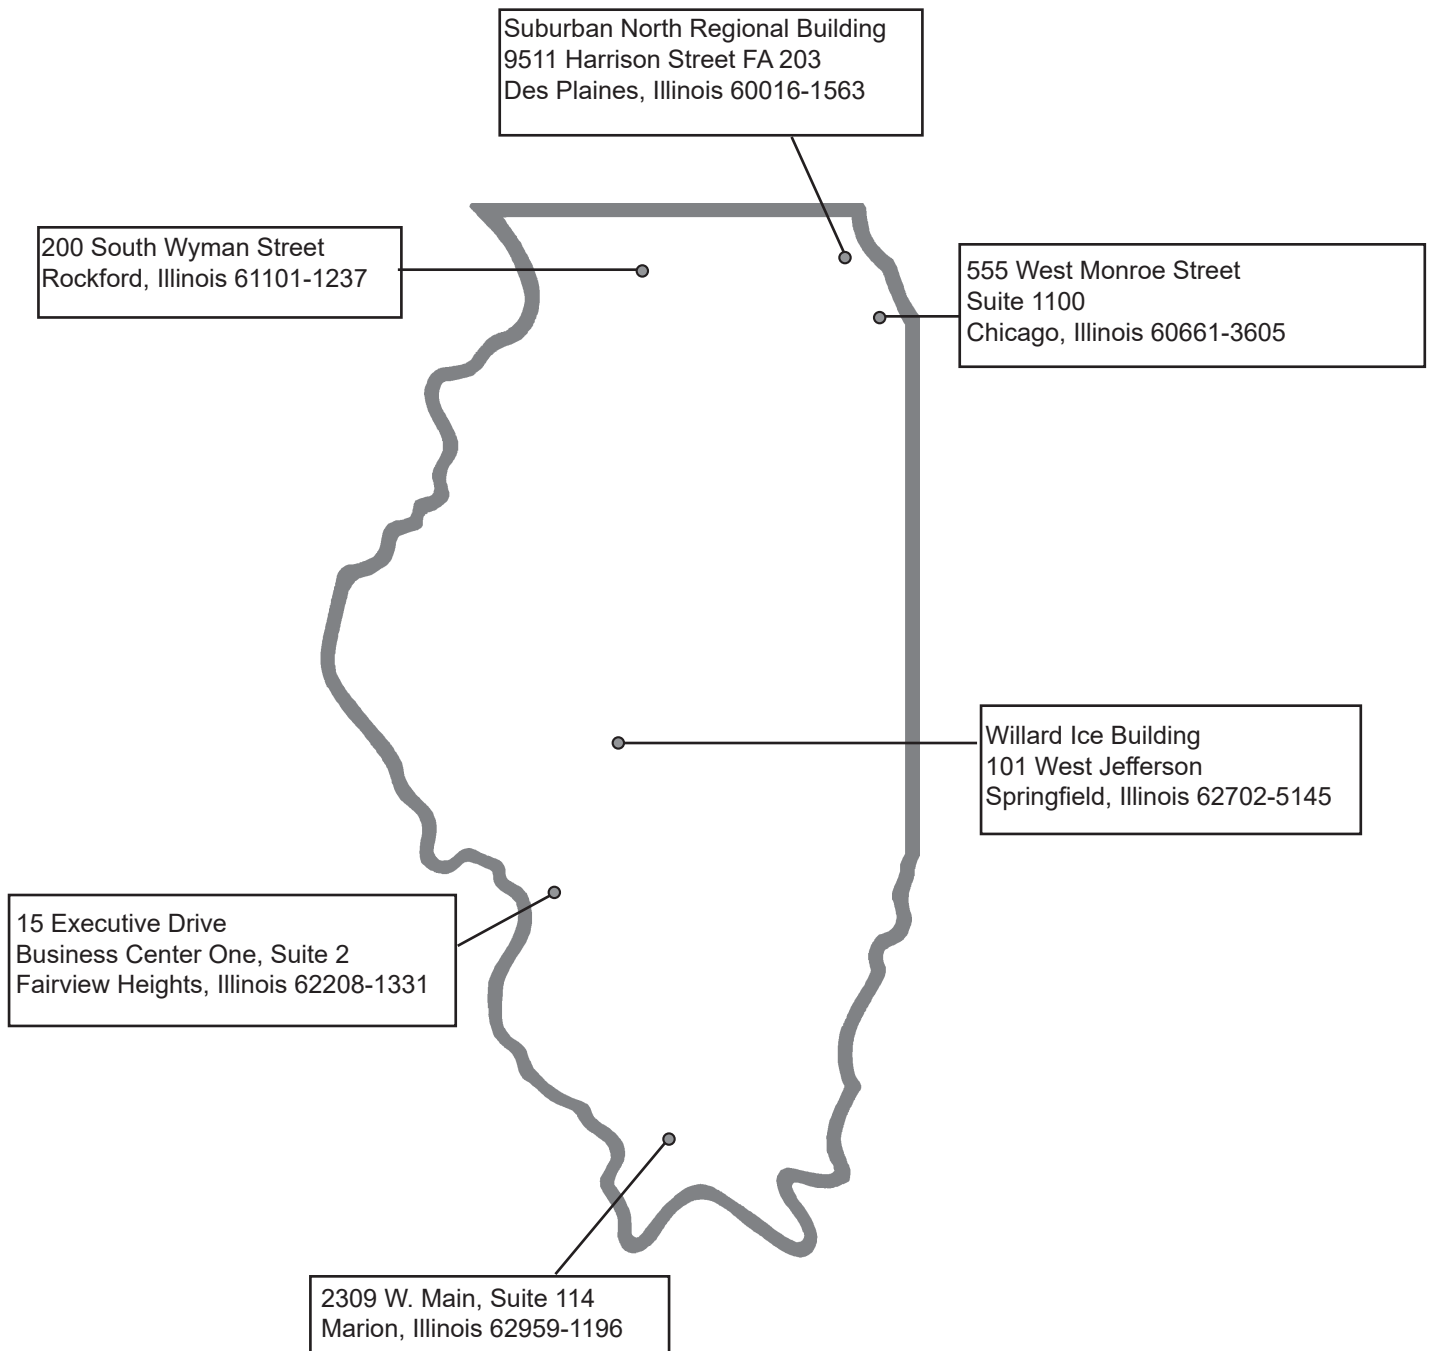 Suburban North Regional Building
9511 Harrison Street FA 203
Des Plaines, Illinois 60016-1563
200 South Wyman Street
Rockford, Illinois 61101-1237
555 West Monroe Street
Suite 1100
Chicago, Illinois 60661-3605
Willard Ice Building
101 West Jefferson
Springfield, Illinois 62702-5145
15 Executive Drive
Business Center One, Suite 2
Fairview Heights, Illinois 62208-1331
2309 W. Main, Suite 114
Marion, Illinois 62959-1196